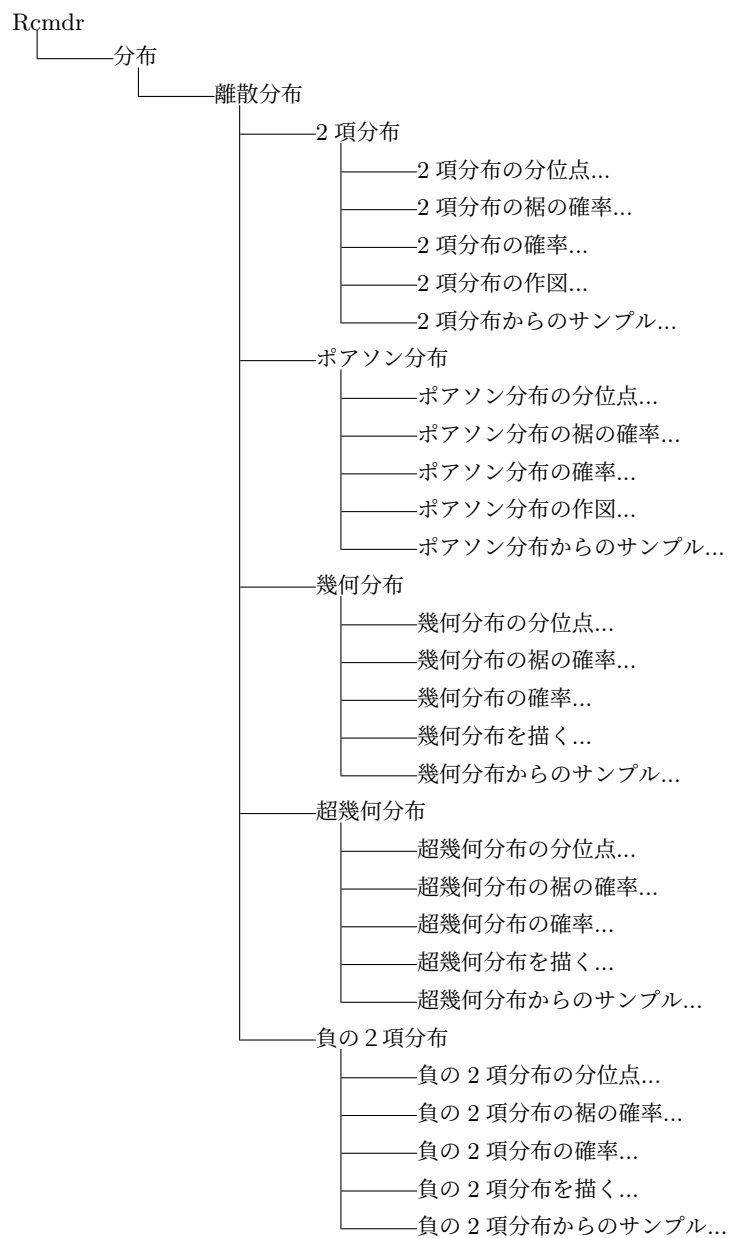 Rcmdr
分布
離散分布
2 項分布
2 項分布の分位点...
2 項分布の裾の確率...
2 項分布の確率...
2 項分布の作図...
2 項分布からのサンプル...
ポアソン分布
ポアソン分布の分位点...
ポアソン分布の裾の確率...
ポアソン分布の確率...
ポアソン分布の作図...
ポアソン分布からのサンプル...
幾何分布
幾何分布の分位点...
幾何分布の裾の確率...
幾何分布の確率...
幾何分布を描く...
幾何分布からのサンプル...
超幾何分布
超幾何分布の分位点...
超幾何分布の裾の確率...
超幾何分布の確率...
超幾何分布を描く...
超幾何分布からのサンプル...
負の２項分布
負の 2 項分布の分位点...
負の 2 項分布の裾の確率...
負の 2 項分布の確率...
負の 2 項分布を描く...
負の 2 項分布からのサンプル...